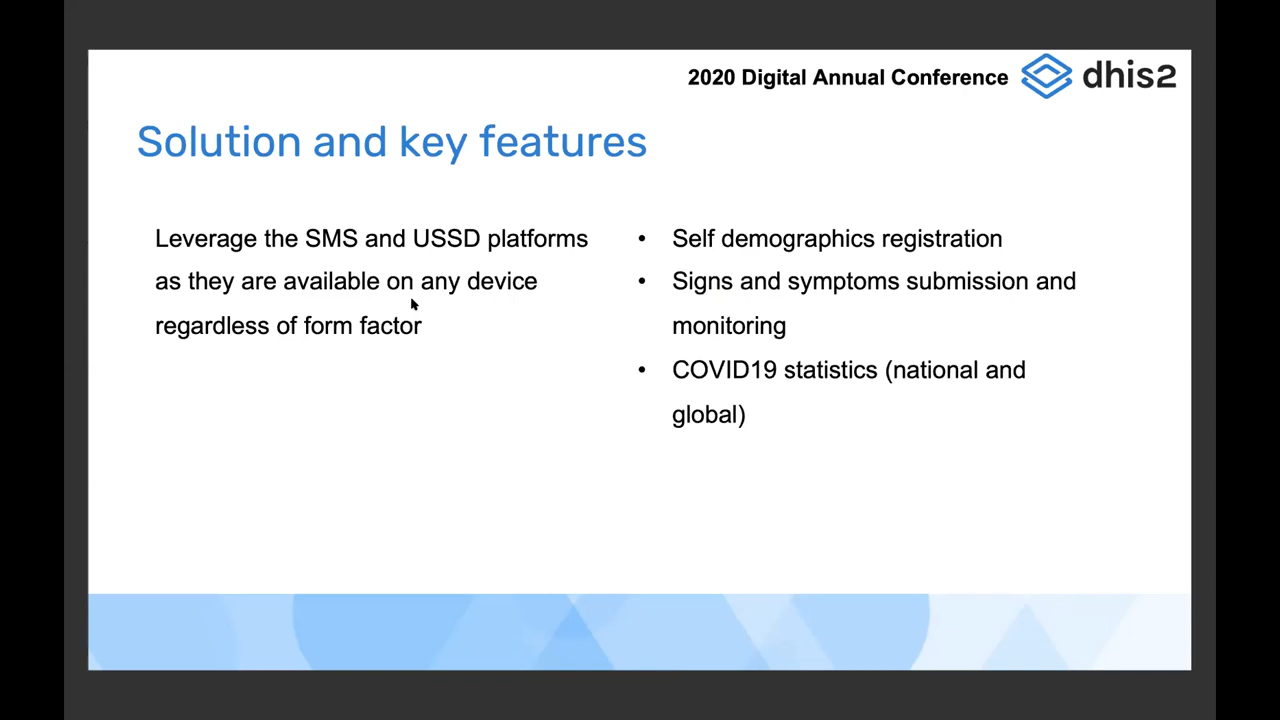 2020 Digital Annual Conference dhis2
Solution and key features
Leverage the SMS and USSD platforms
as they are available on any device
regardless of form factor
• Self demographics registration
• Signs and symptoms submission and
monitoring
• COVID19 statistics (national and
global)